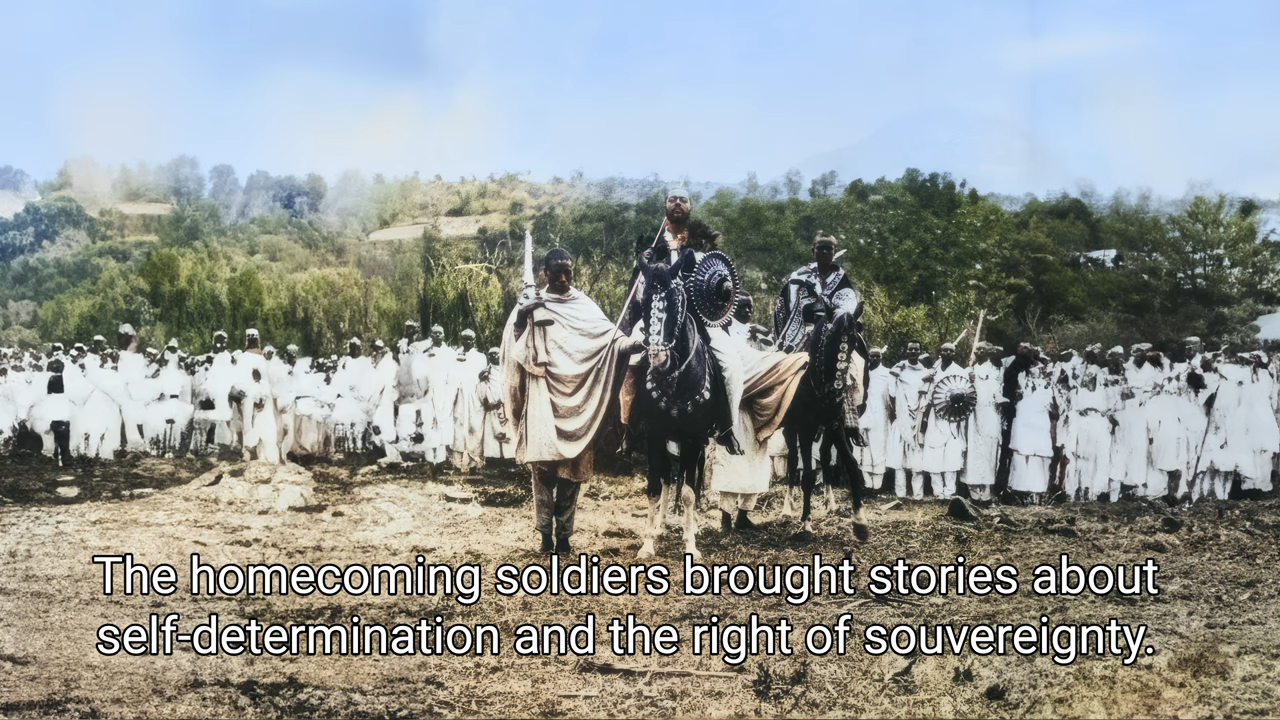 The homecoming soldiers brought stories about
self-determination and the right of souvereignty.